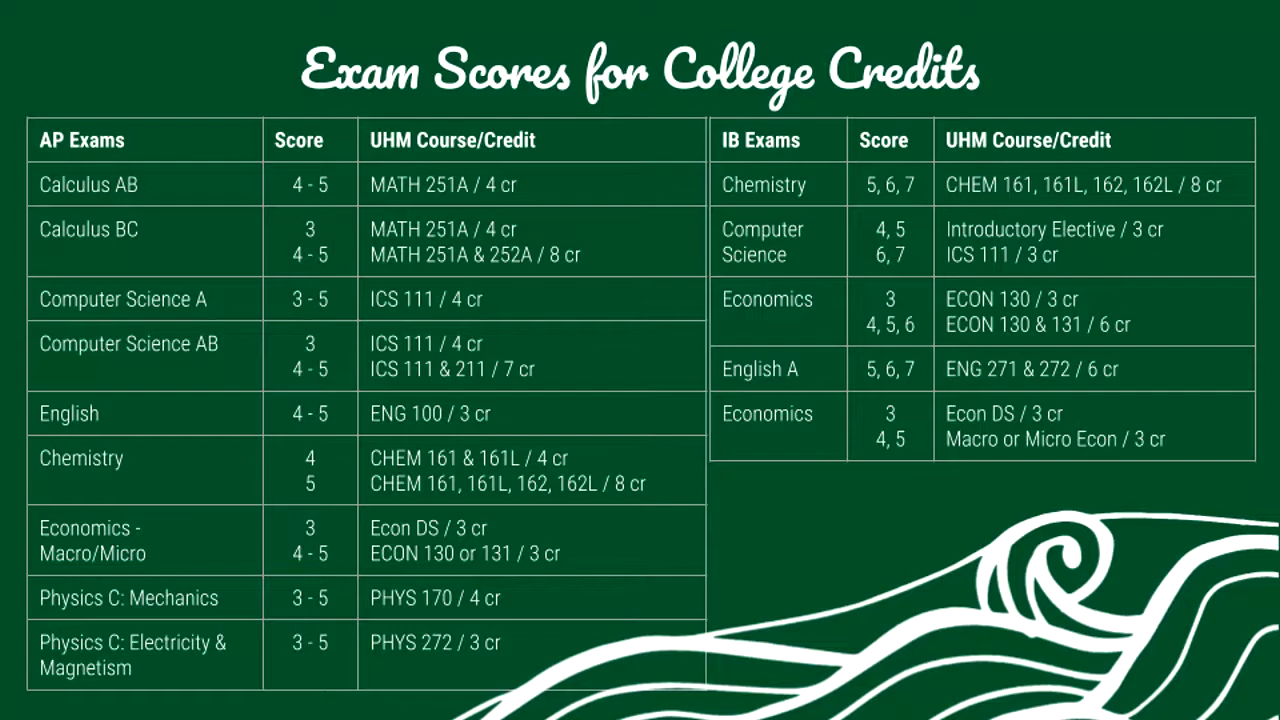 Exam Scores for College Credits
AP Exams Score UHM Course/Credit
Calculus AB 4 - 5 MATH 251A / 4 cr
Calculus BC 3 MATH 251A / 4 cr
4 - 5 MATH 251A & 252A / 8 cr
Computer Science A 3 - 5 ICS 111 / 4 cr
Computer Science AB 3 ICS 111 / 4 cr
4 - 5 ICS 111 & 211 / 7 cr
English 4 - 5 ENG 100 / 3 cr
Chemistry 4 CHEM 161 & 161L / 4 cr
5 CHEM 161, 161L, 162, 162L / 8 cr
Economics - 3 Econ DS / 3 cr
Macro/Micro 4 - 5 ECON 130 or 131 / 3 cr
Physics C: Mechanics 3 - 5 PHYS 170 / 4 cr
Physics C: Electricity & 3 - 5 PHYS 272 / 3 cr
Magnetism
IB Exams Score UHM Course/Credit
Chemistry 5, 6, 7 CHEM 161, 161L, 162, 162L / 8 cr
Computer 4, 5 Introductory Elective / 3 cr
Science 6, 7 ICS 111 / 3 cr
Economics 3 ECON 130 / 3 cr
4, 5, 6 ECON 130 & 131 / 6 cr
English A 5, 6, 7 ENG 271 & 272 / 6 cr
Economics 3 Econ DS / 3 cr
4, 5 Macro or Micro Econ / 3 cr